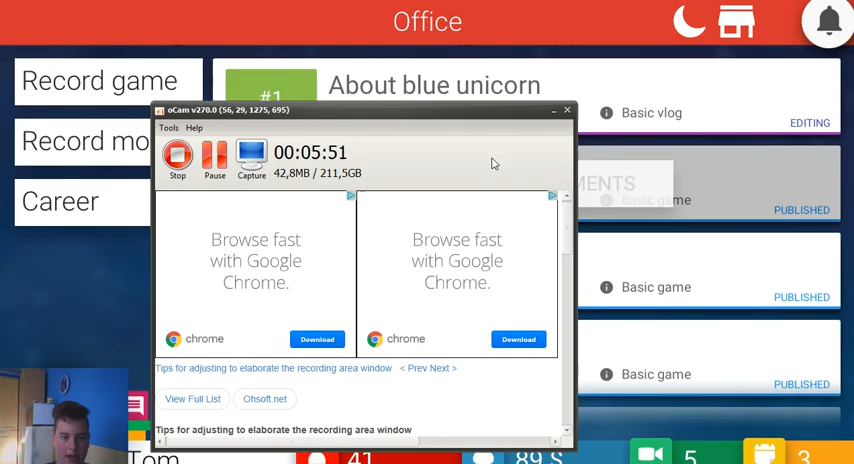 Office
Record game
Record mo
Career
#1
About blue unicorn
Basic vlog
EDITING
MENTS
Basic game
PUBLISHED
Basic game
PUBLISHED
Basic game
PUBLISHED
oCam v270.0 (56, 29, 1275, 695)
Tools Help
Stop
Pause
Capture
00:05:51
42,8MB / 211,5GB
Browse fast
with Google
Chrome.
chrome
Download
Browse fast
with Google
Chrome.
chrome
Download
Tips for adjusting to elaborate the recording area window < Prev Next >
View Full List
Ohsoft.net
Tips for adjusting to elaborate the recording area window
Tom
41
89 $
5
3